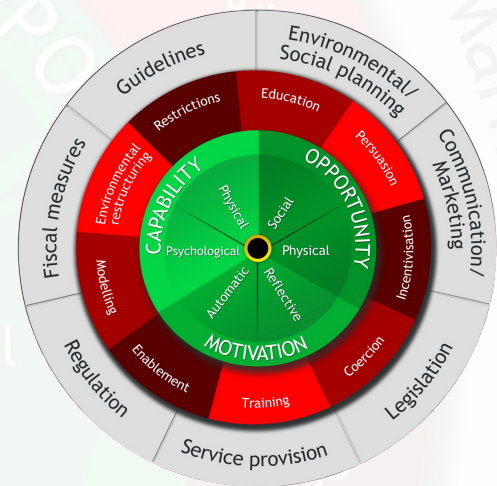 Guidelines
Environmental/
Social planning
Communication/
Marketing
Legislation
Service provision
Regulation
Fiscal measures
Restrictions
Education
Persuasion
Incentivisation
Coercion
Training
Enablement
Modelling
Environmental
restructuring
CAPABILITY
OPPORTUNITY
MOTIVATION
Physical
Social
Physical
Reflective
Automatic
Psychological